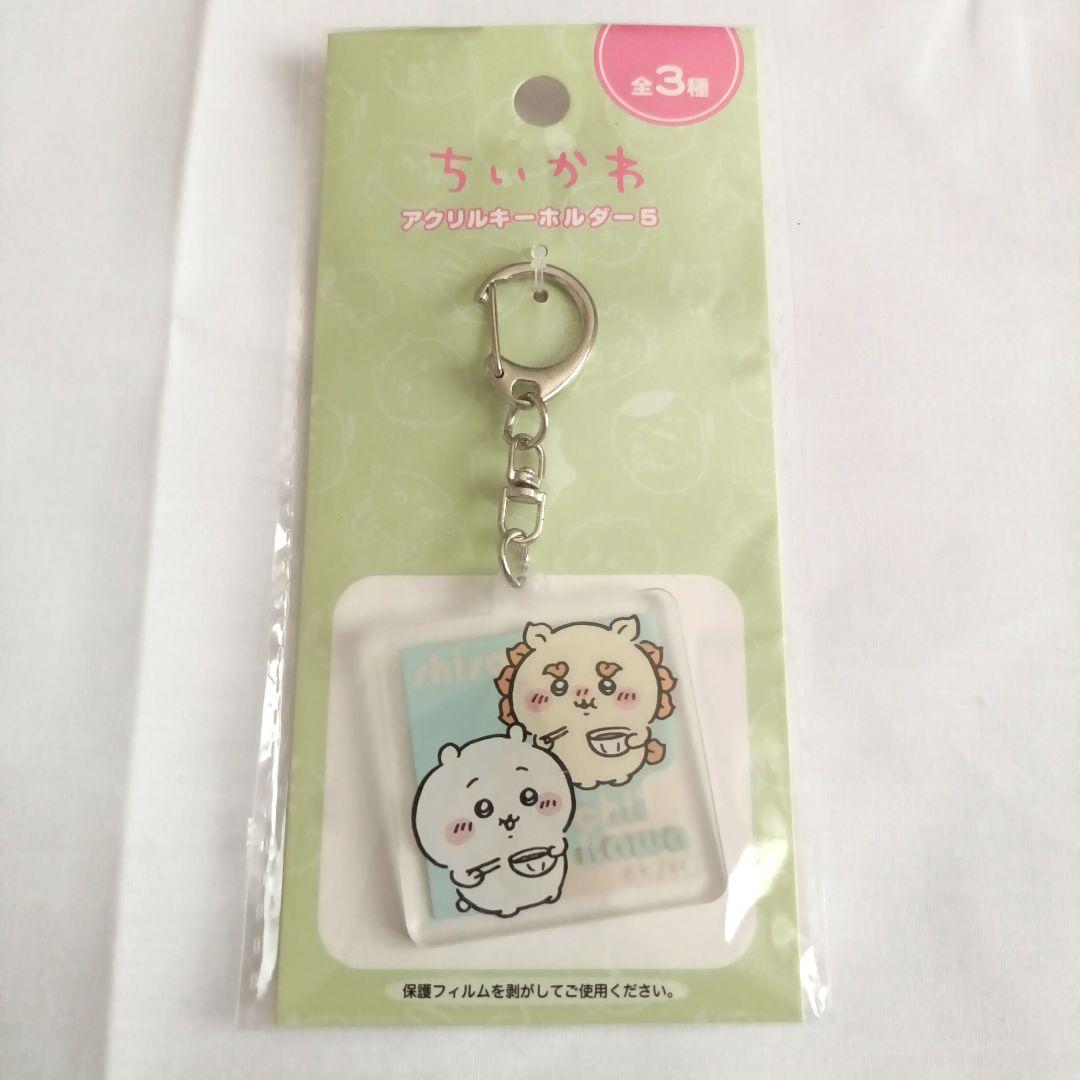 全3種
ちいかわ
アクリルキーホルダー5
保護フィルムを剥がしてご使用ください。